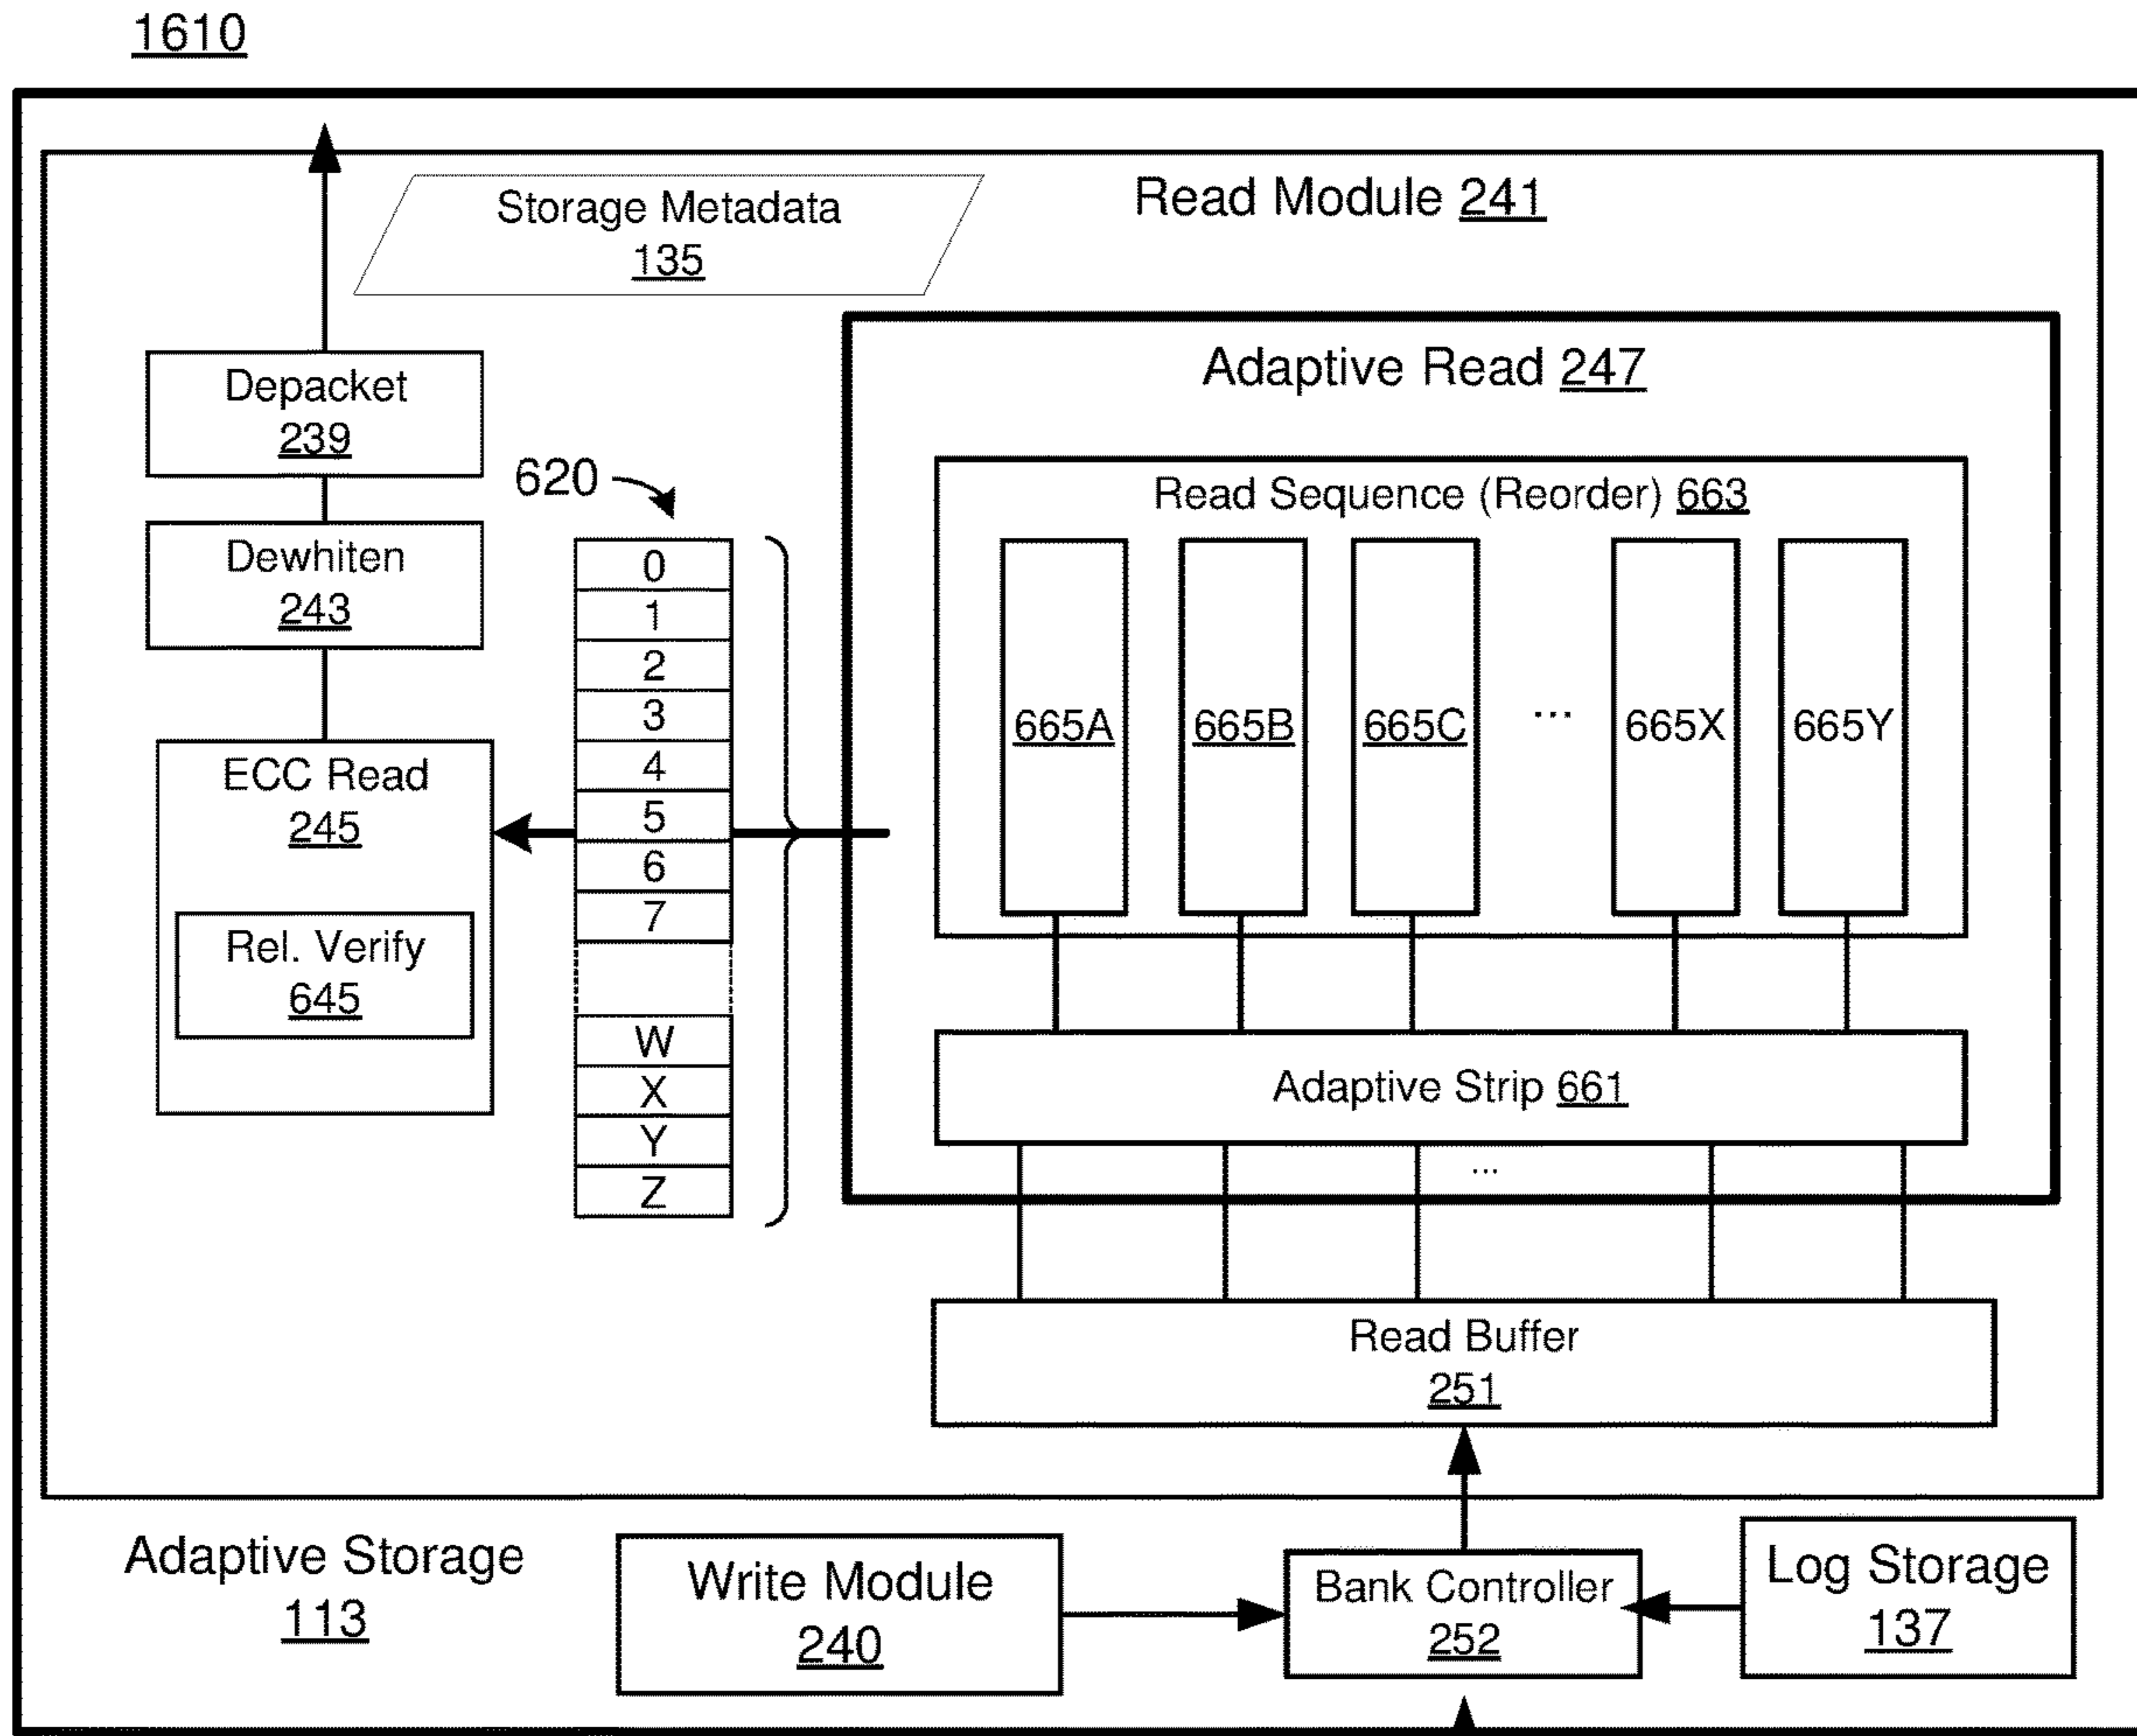 1610
Storage Metadata
135
Read Module 241
Adaptive Read 247
Depacket
239
620
Read Sequence (Reorder) 663
Dewhiten
243
0
1
2
3
4
5
6
7
W
X
Y
Z
665A
665B
665C
...
665X
665Y
ECC Read
245
Rel. Verify
645
Adaptive Strip 661
...
Read Buffer
251
Adaptive Storage
113
Write Module
240
Bank Controller
252
Log Storage
137